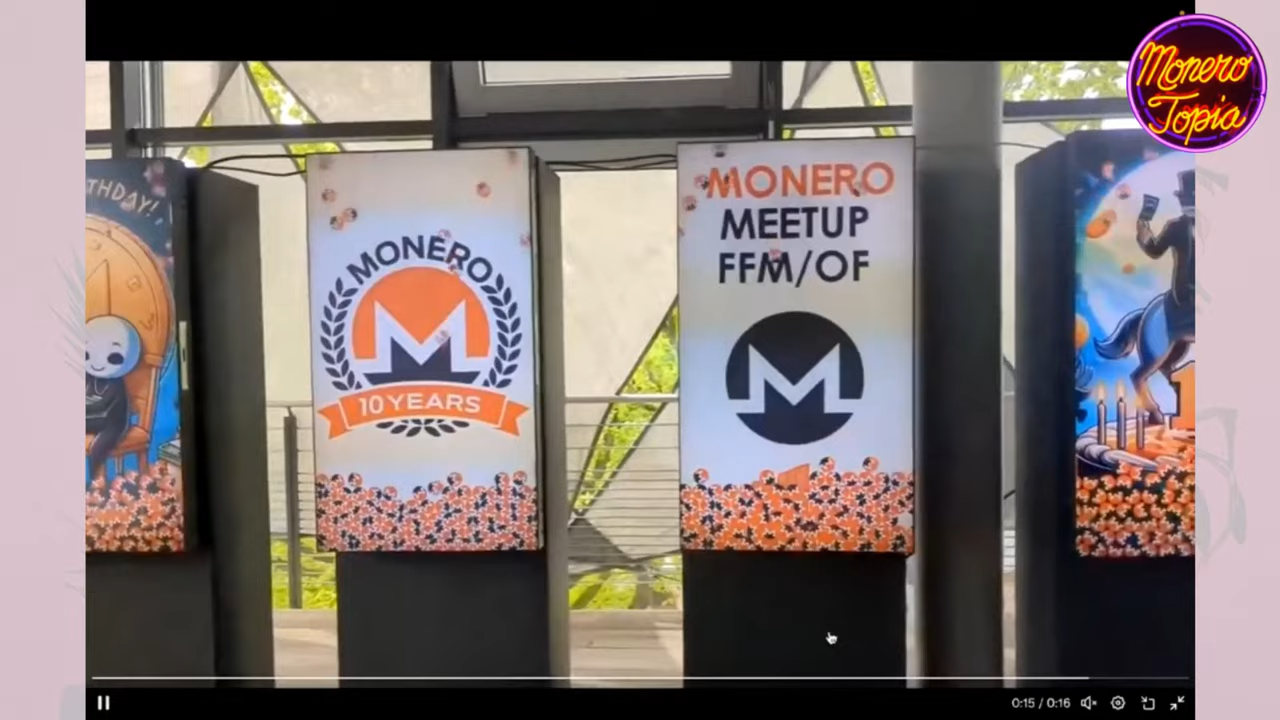 Monero
Topia
THDAY!
MONERO
10 YEARS
MONERO
MEETUP
FFM/OF
0:15 / 0:16